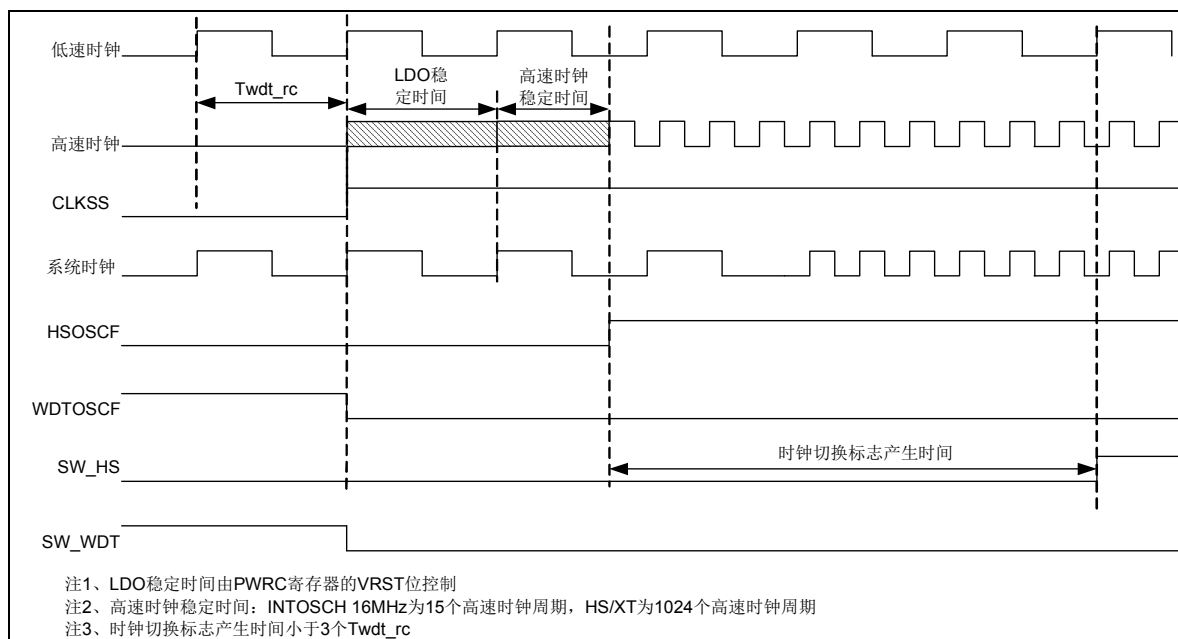 低速时钟
Twdt_rc
LDO稳
定时间
高速时钟
稳定时间
高速时钟
CLKSS
系统时钟
HSOSCF
WDTOSCF
SW_HS
时钟切换标志产生时间
SW_WDT
注1、LDO稳定时间由PWRC寄存器的VRST位控制
注2、高速时钟稳定时间：INTOSCH 16MHz为15个高速时钟周期，HS/XT为1024个高速时钟周期
注3、时钟切换标志产生时间小于3个Twdt_rc